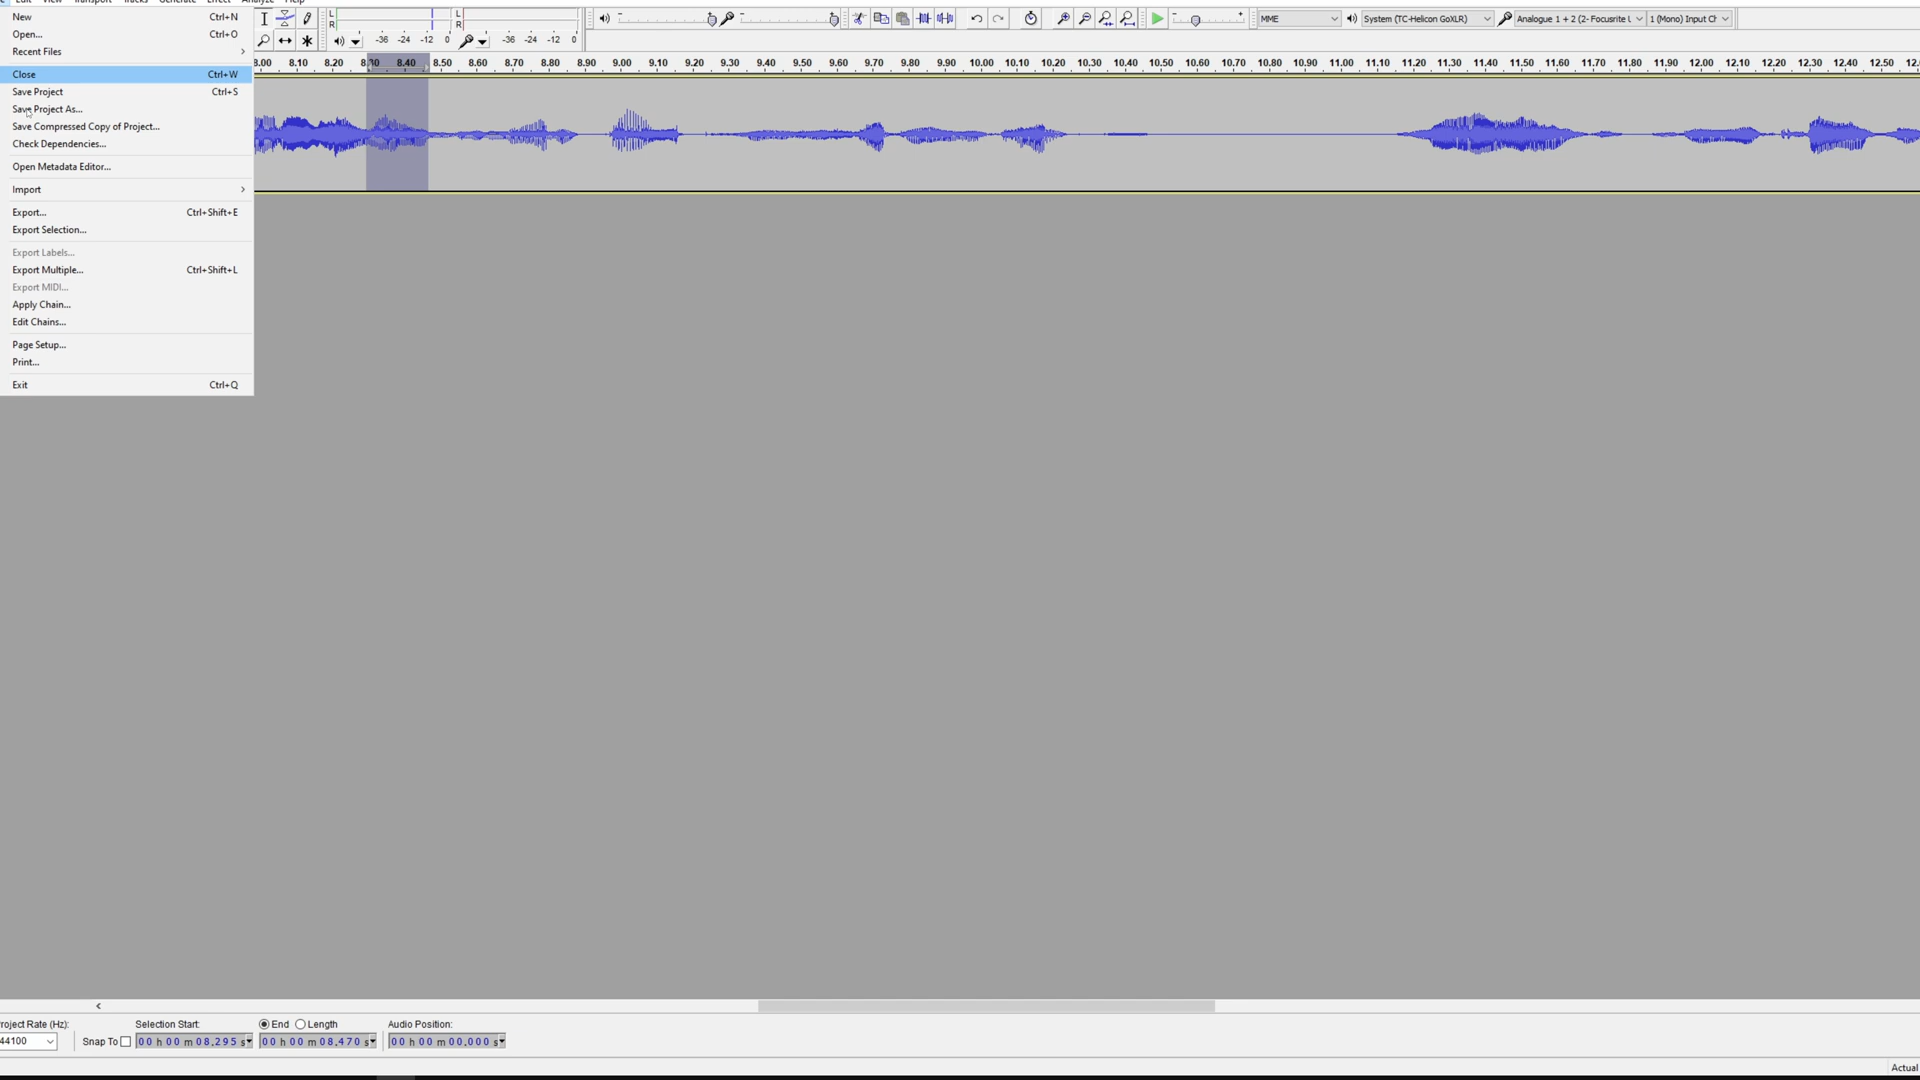 Edit View Transport Tracks Generate Effect Analyze Help
New Ctrl+N
Open... Ctrl+O
Recent Files
Close Ctrl+W
Save Project Ctrl+S
Save Project As...
Save Compressed Copy of Project...
Check Dependencies...
Open Metadata Editor...
Import
Export... Ctrl+Shift+E
Export Selection...
Export Labels...
Export Multiple... Ctrl+Shift+L
Export MIDI...
Apply Chain...
Edit Chains...
Page Setup...
Print...
Exit Ctrl+Q
L L
R R
-36 -24 -12 0 -36 -24 -12 0
MME System (TC-Helicon GoXLR) Analogue 1 + 2 (2- Focusrite U 1 (Mono) Input Ch
8.00 8.10 8.20 8.30 8.40 8.50 8.60 8.70 8.80 8.90 9.00 9.10 9.20 9.30 9.40 9.50 9.60 9.70 9.80 9.90 10.00 10.10 10.20 10.30 10.40 10.50 10.60 10.70 10.80 10.90 11.00 11.10 11.20 11.30 11.40 11.50 11.60 11.70 11.80 11.90 12.00 12.10 12.20 12.30 12.40 12.50
roject Rate (Hz): Selection Start: End Length Audio Position:
44100 Snap To 00 h 00 m 08,295 s 00 h 00 m 08,470 s 00 h 00 m 00,000 s
Actual